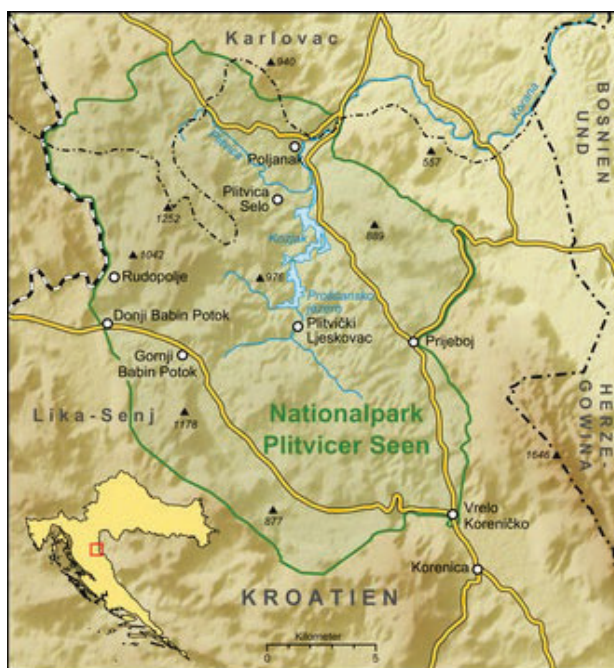 Karlovac
940
BOSNIEN
UND
Korana
Plitvica
Poljanak
557
Plitvica
Selo
1252
889
Kozjak
1042
Rudopolje
976
Prošćansko
jezero
Donji Babin Potok
Plitvički
Ljeskovac
Prijeboj
Gornji
Babin Potok
HERZE
GOWINA
Lika-Senj
1178
Nationalpark
Plitvicer Seen
1646
877
Vrelo
Koreničko
Korenica
KROATIEN
Kilometer
0
5